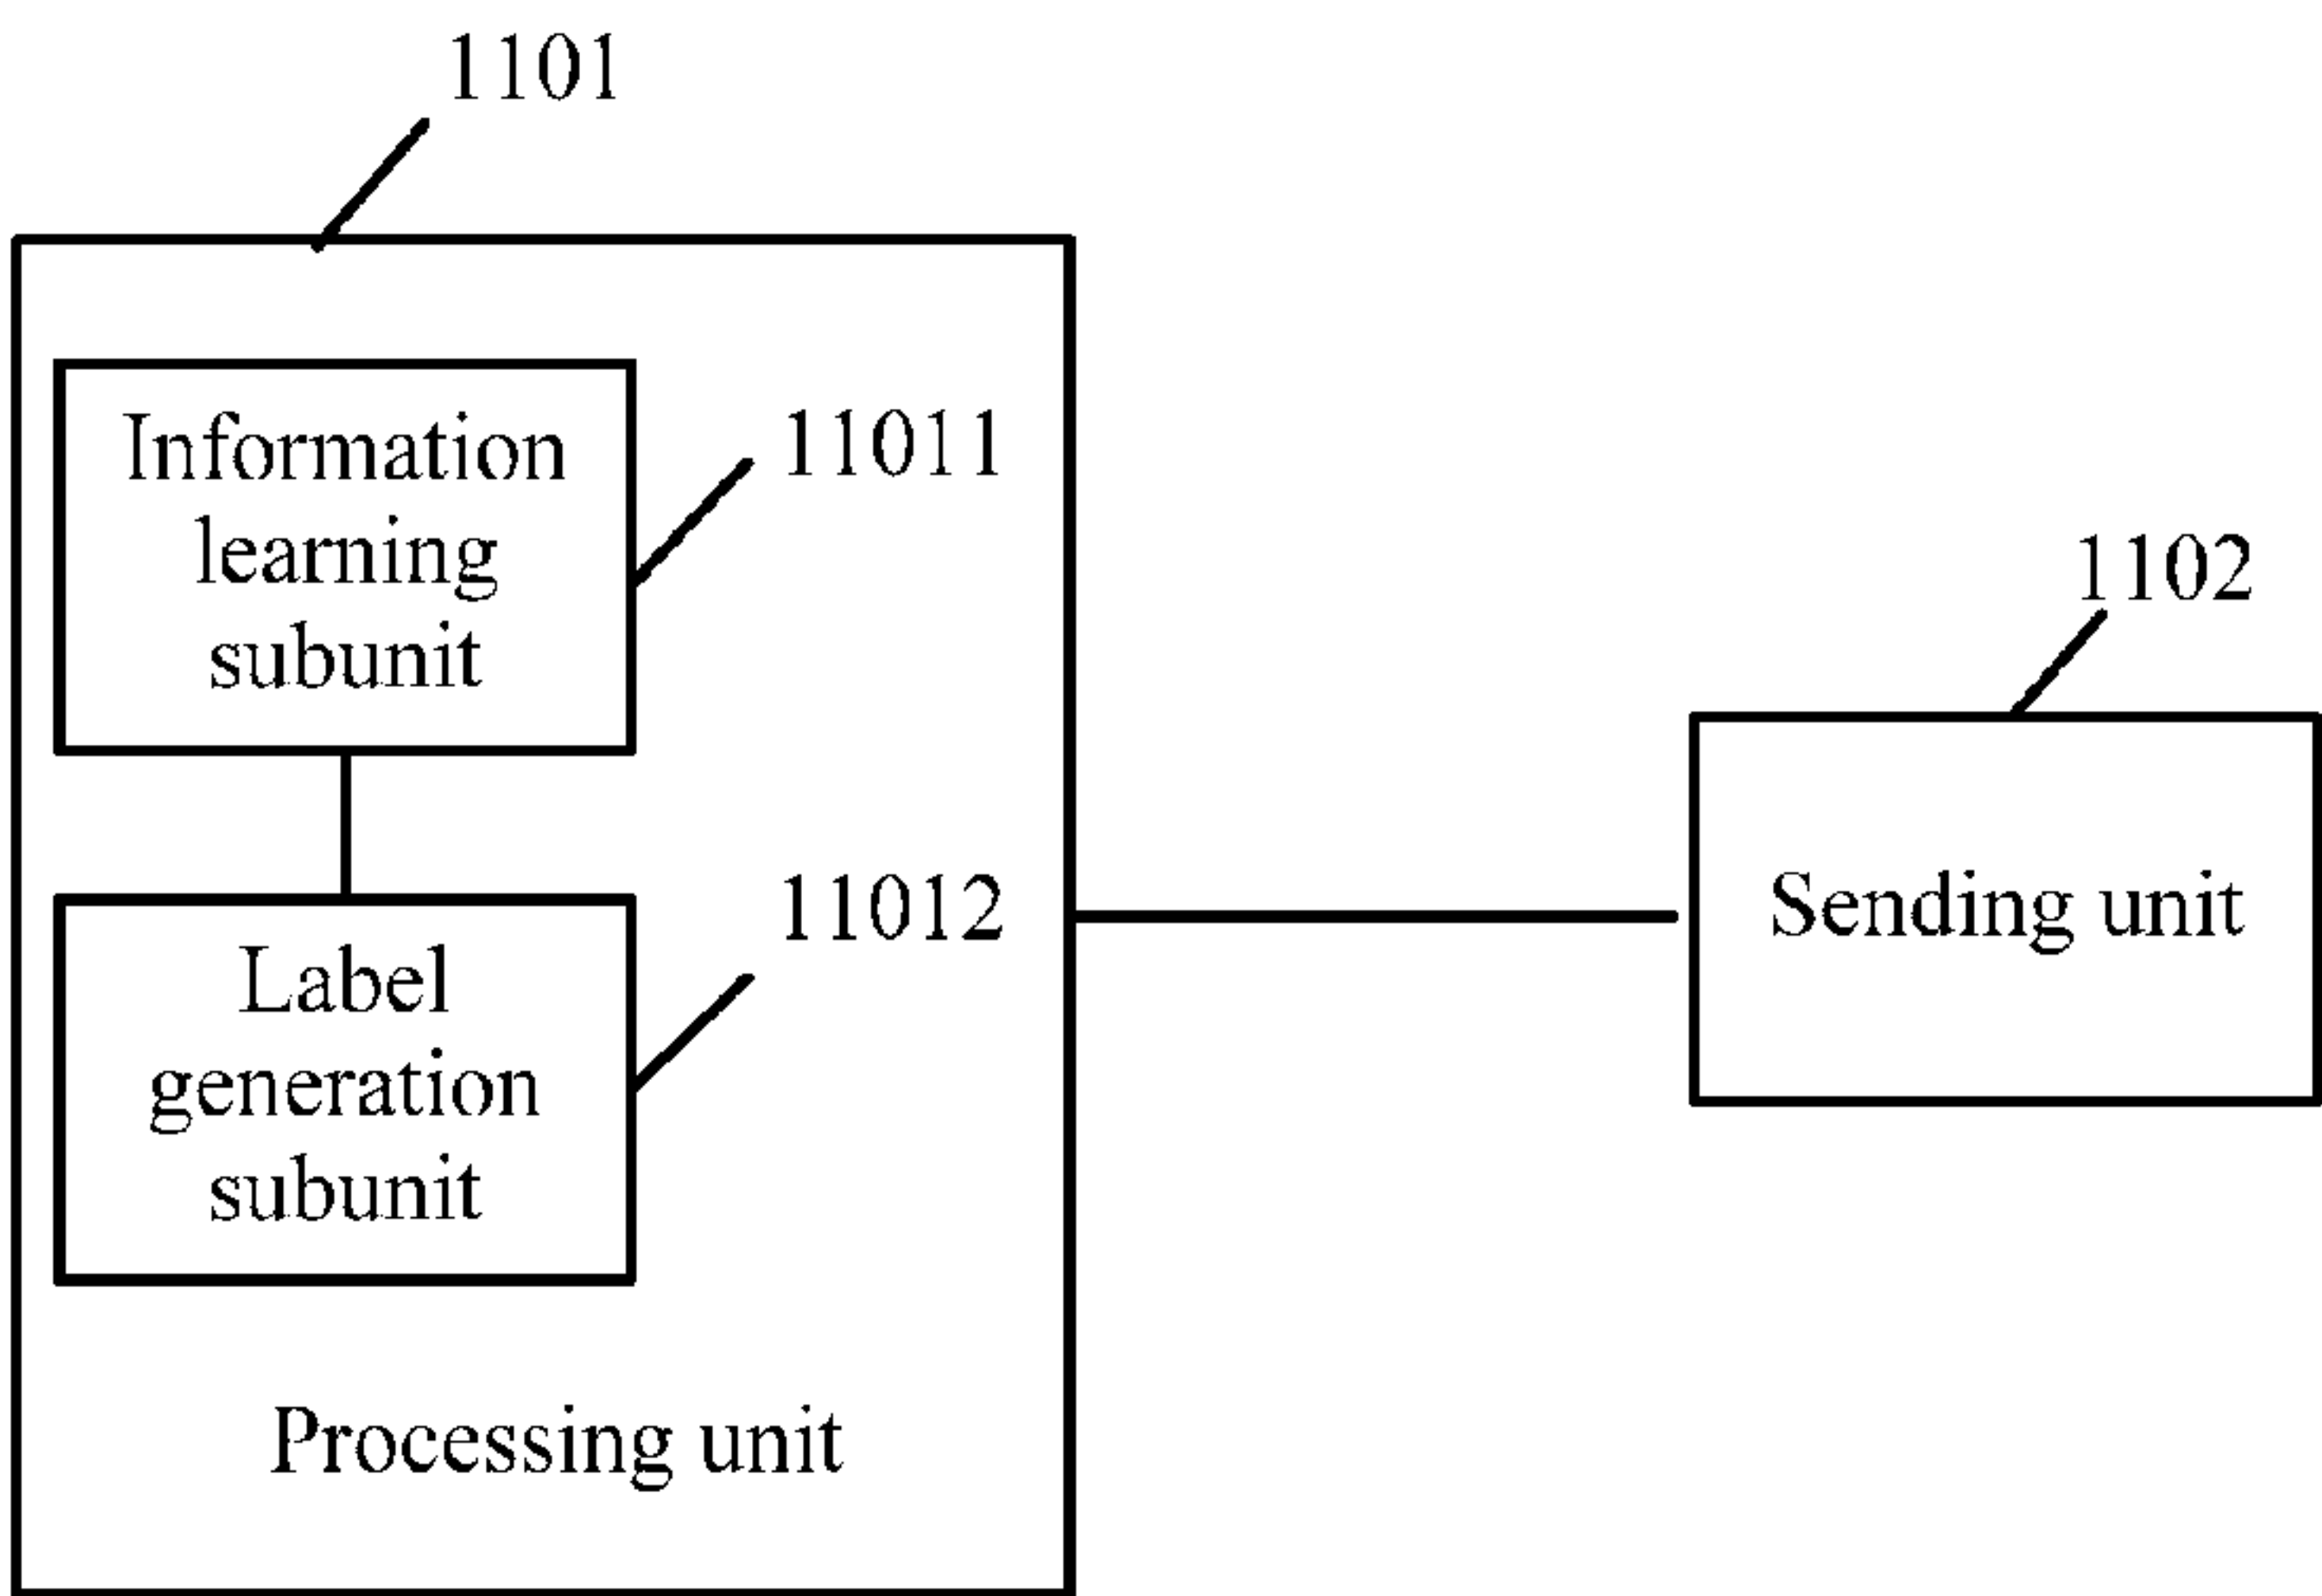 1101
Information
learning
subunit
11011
1102
Sending unit
11012
Label
generation
subunit
Processing unit